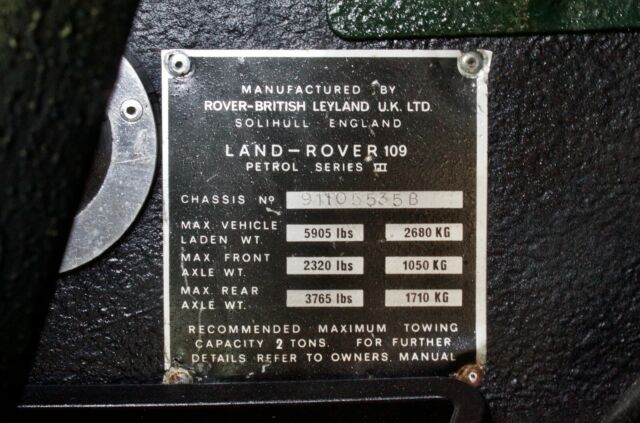 MANUFACTURED BY
ROVER-BRITISH LEYLAND U.K. LTD.
SOLIHULL ENGLAND
LAND-ROVER 109
PETROL SERIES III
CHASSIS Nº 91105535B
MAX. VEHICLE
LADEN WT. 5905 lbs 2680 KG
MAX. FRONT
AXLE WT. 2320 lbs 1050 KG
MAX. REAR
AXLE WT. 3765 lbs 1710 KG
RECOMMENDED MAXIMUM TOWING
CAPACITY 2 TONS. FOR FURTHER
DETAILS REFER TO OWNERS. MANUAL